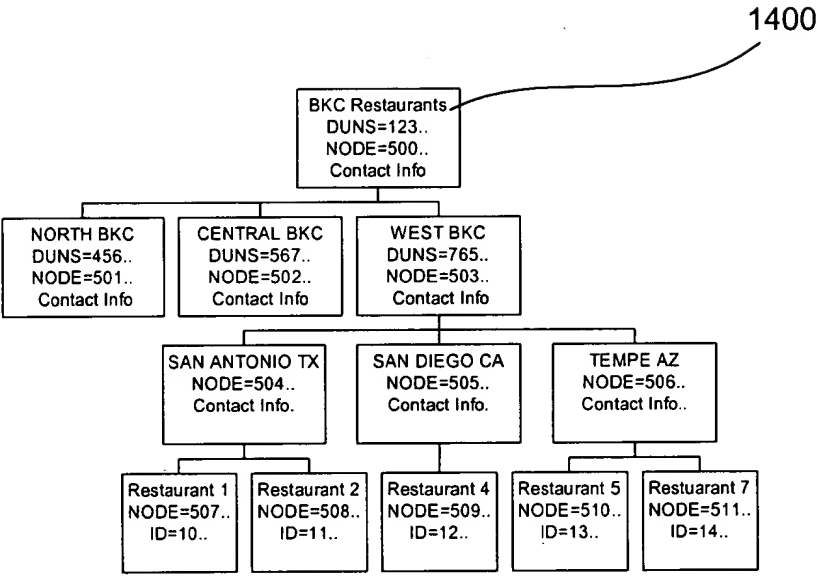 1400
BKC Restaurants
DUNS=123..
NODE=500..
Contact Info
NORTH BKC
DUNS=456..
NODE=501..
Contact Info
CENTRAL BKC
DUNS=567..
NODE=502..
Contact Info
WEST BKC
DUNS=765..
NODE=503..
Contact Info
SAN ANTONIO TX
NODE=504..
Contact Info.
SAN DIEGO CA
NODE=505..
Contact Info.
TEMPE AZ
NODE=506..
Contact Info..
Restaurant 1
NODE=507..
ID=10..
Restaurant 2
NODE=508..
ID=11..
Restaurant 4
NODE=509..
ID=12..
Restaurant 5
NODE=510..
ID=13..
Restuarant 7
NODE=511..
ID=14..